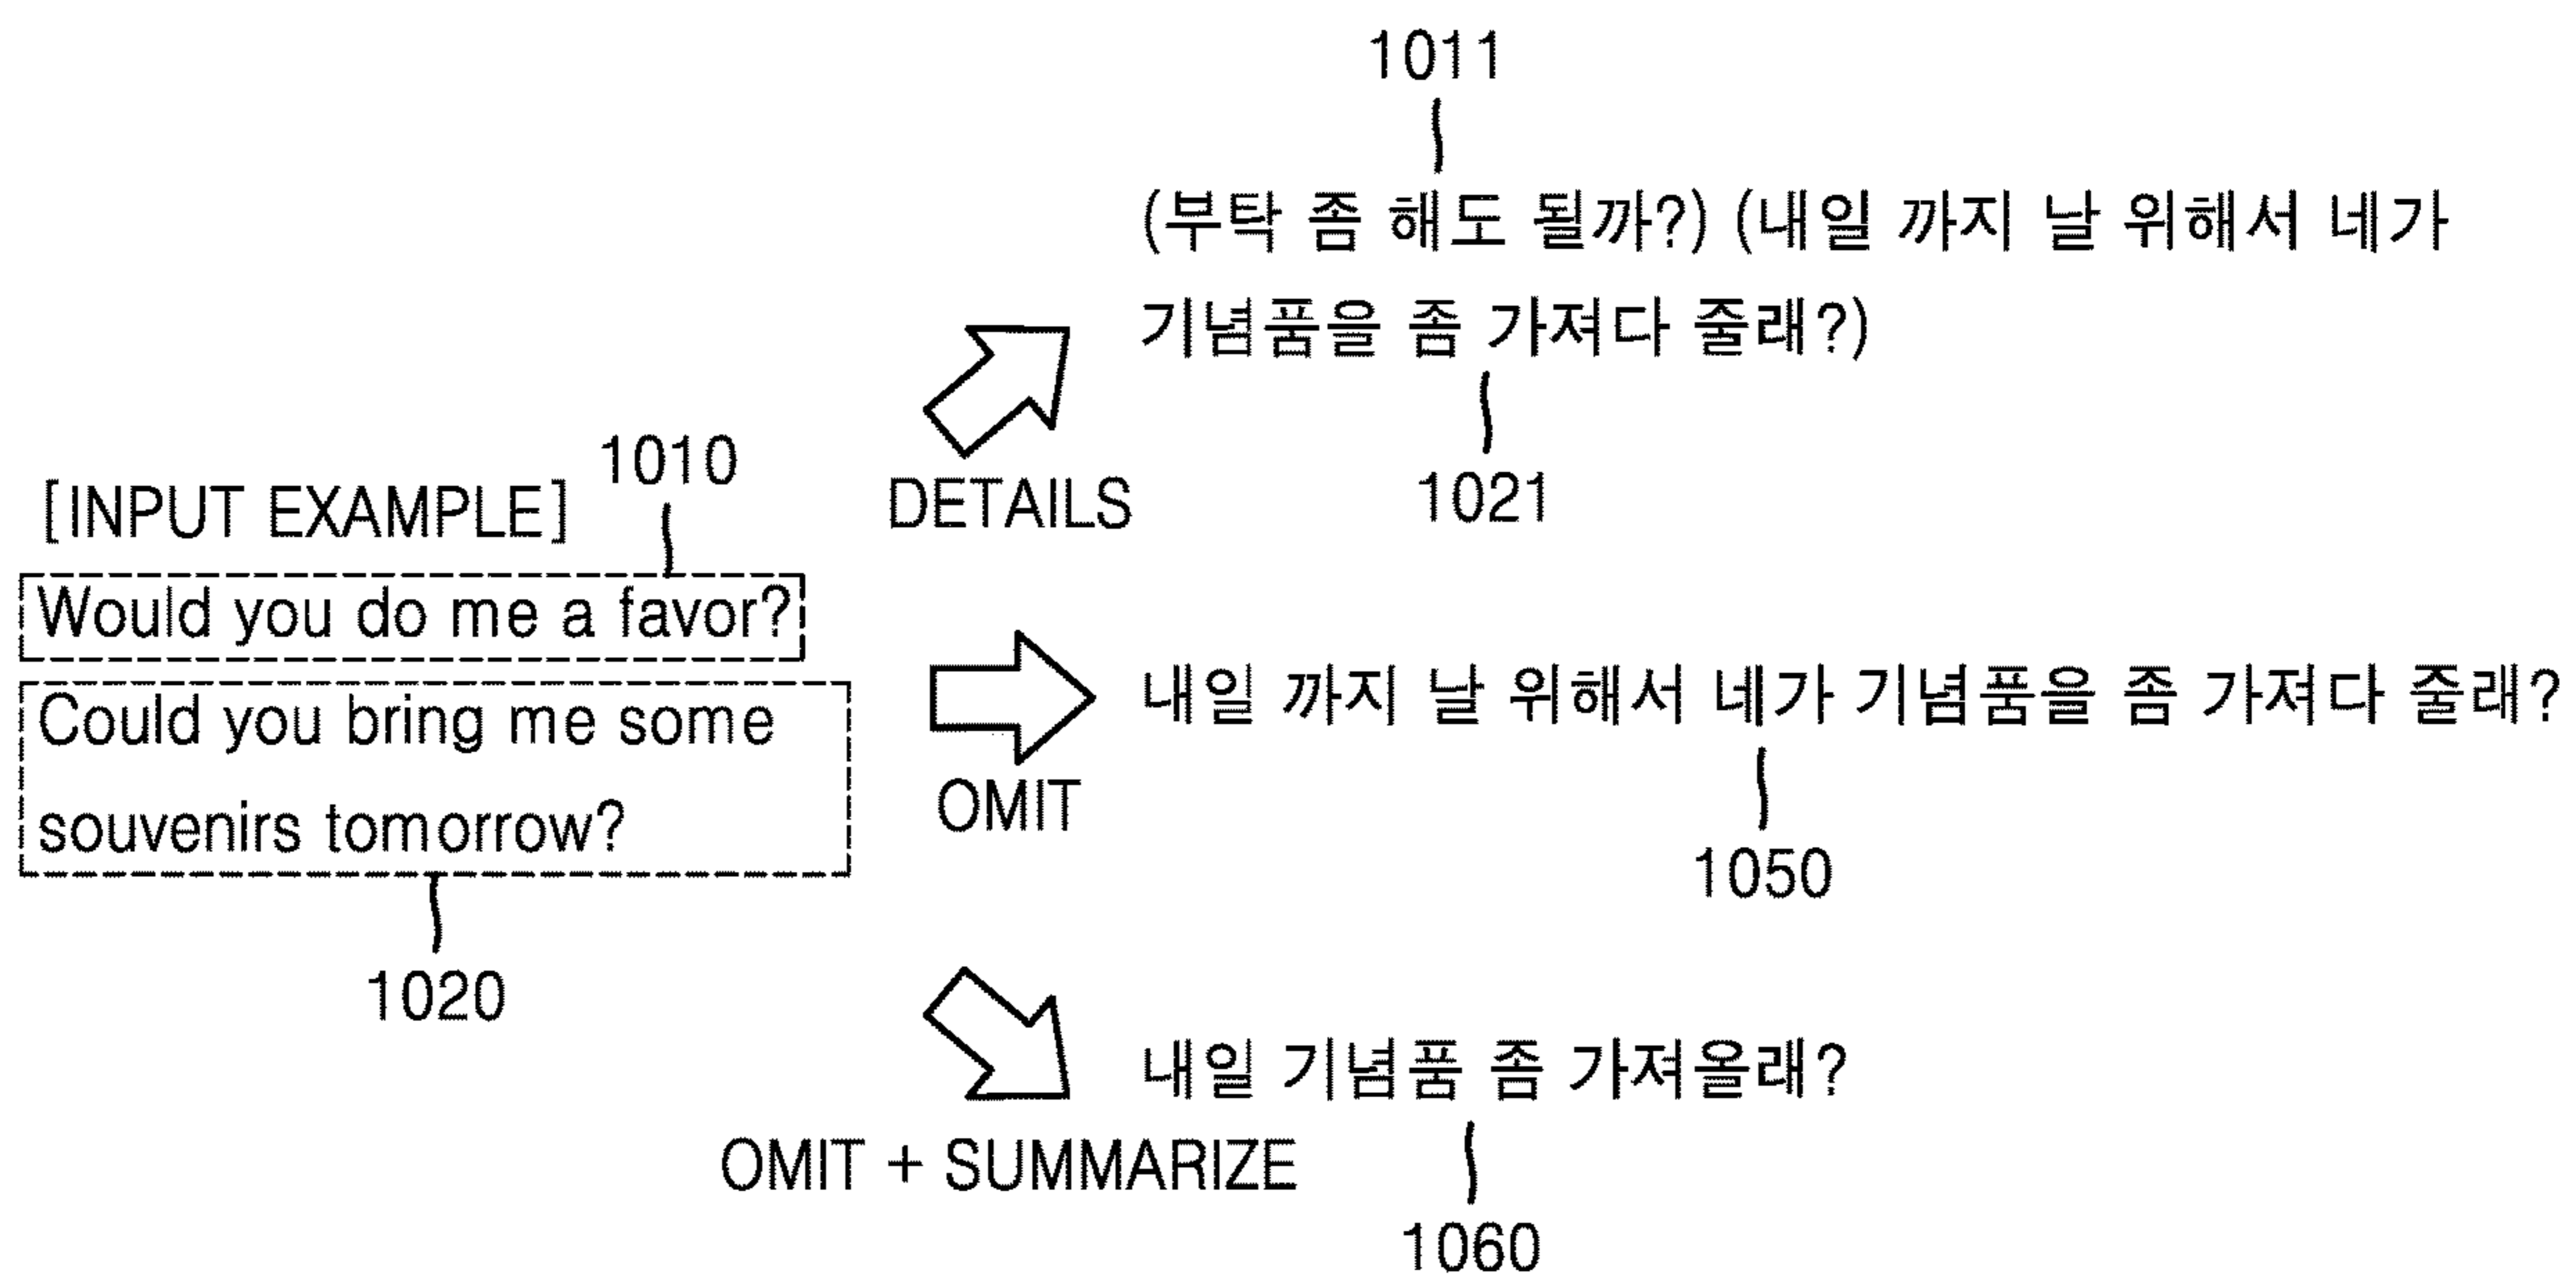 1011
(부탁 좀 해도 될까?) (내일 까지 날 위해서 네가
기념품을 좀 가져다 줄래?)
1021
DETAILS
[INPUT EXAMPLE]
1010
Would you do me a favor?
Could you bring me some
souvenirs tomorrow?
1020
OMIT
내일 까지 날 위해서 네가 기념품을 좀 가져다 줄래?
1050
OMIT + SUMMARIZE
내일 기념품 좀 가져올래?
1060